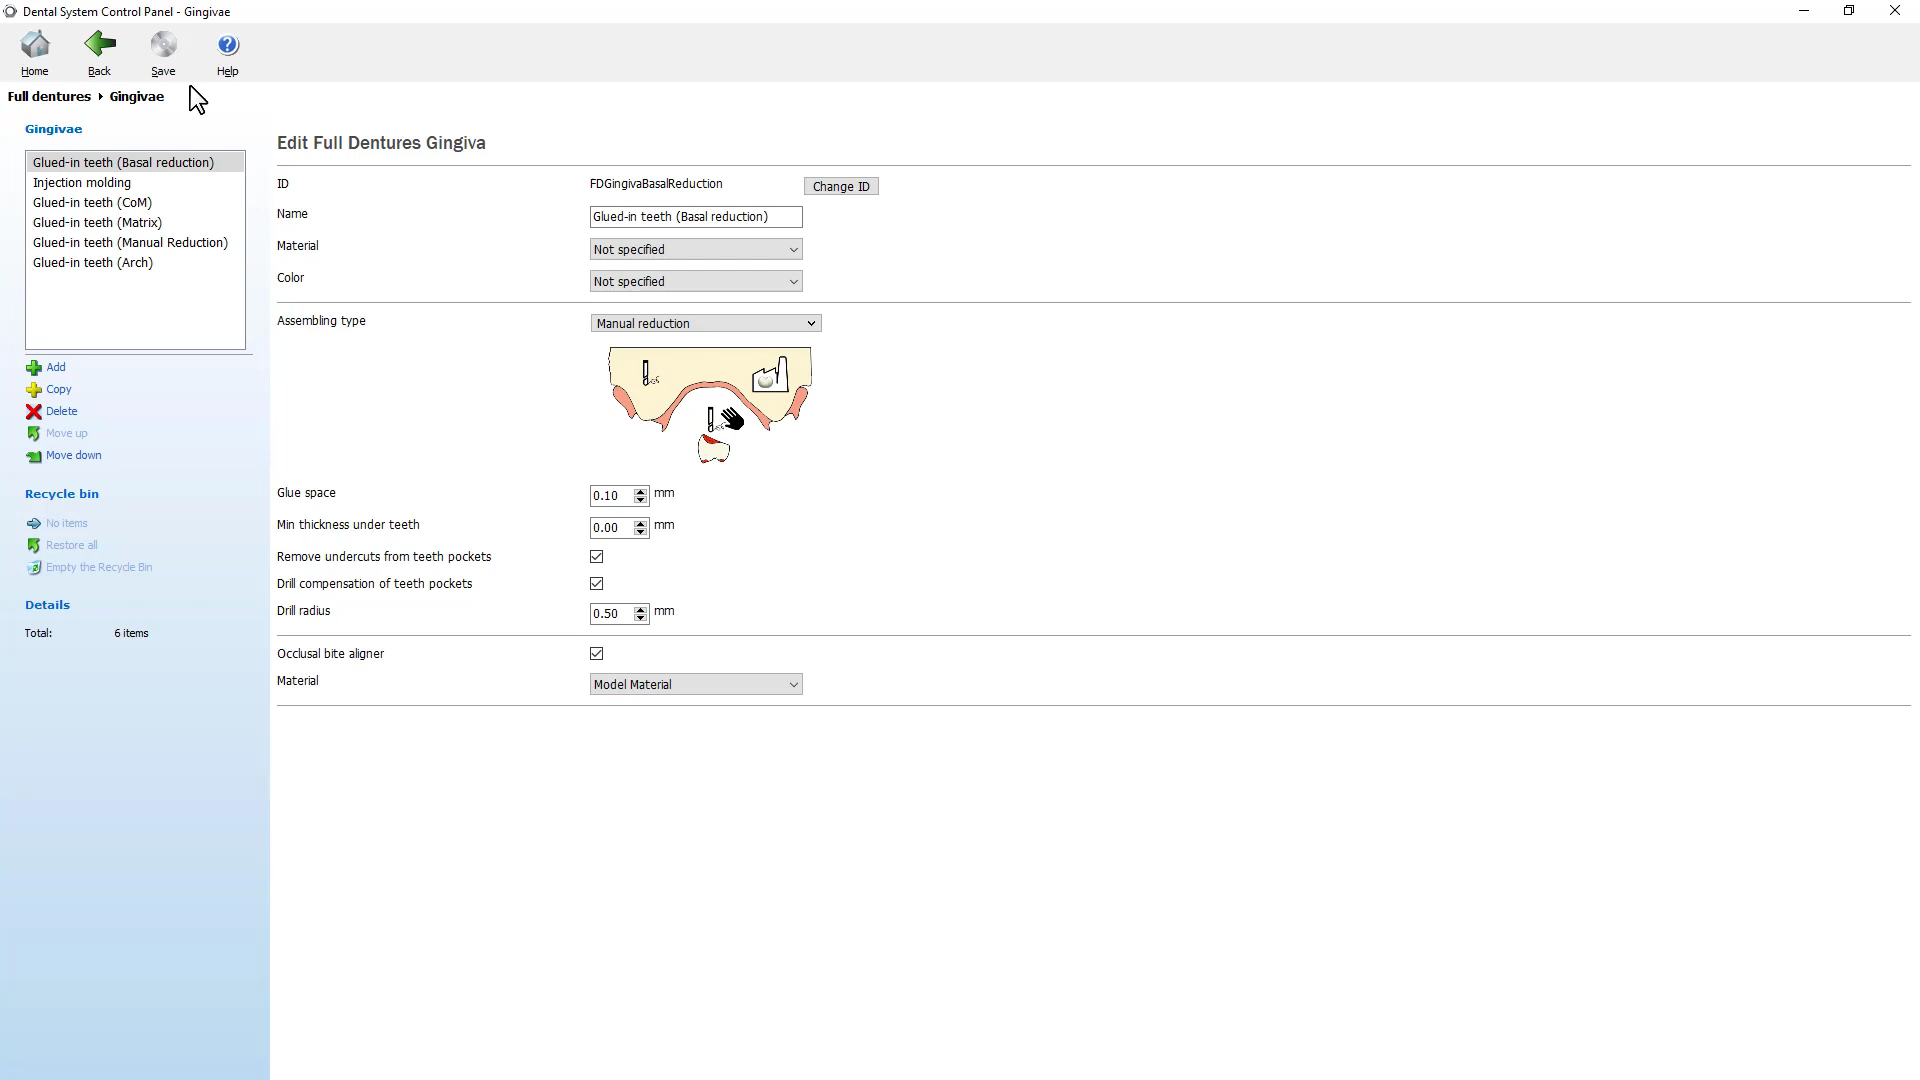 Dental System Control Panel - Gingivae
Home Back Save Help
Full dentures Gingivae
Gingivae
Glued-in teeth (Basal reduction)
Injection molding
Glued-in teeth (CoM)
Glued-in teeth (Matrix)
Glued-in teeth (Manual Reduction)
Glued-in teeth (Arch)
Add
Copy
Delete
Move up
Move down
Recycle bin
No items
Restore all
Empty the Recycle Bin
Details
Total: 6 items
Edit Full Dentures Gingiva
ID FDGingivaBasalReduction Change ID
Name Glued-in teeth (Basal reduction)
Material Not specified
Color Not specified
Assembling type Manual reduction
Glue space 0.10 mm
Min thickness under teeth 0.00 mm
Remove undercuts from teeth pockets
Drill compensation of teeth pockets
Drill radius 0.50 mm
Occlusal bite aligner
Material Model Material